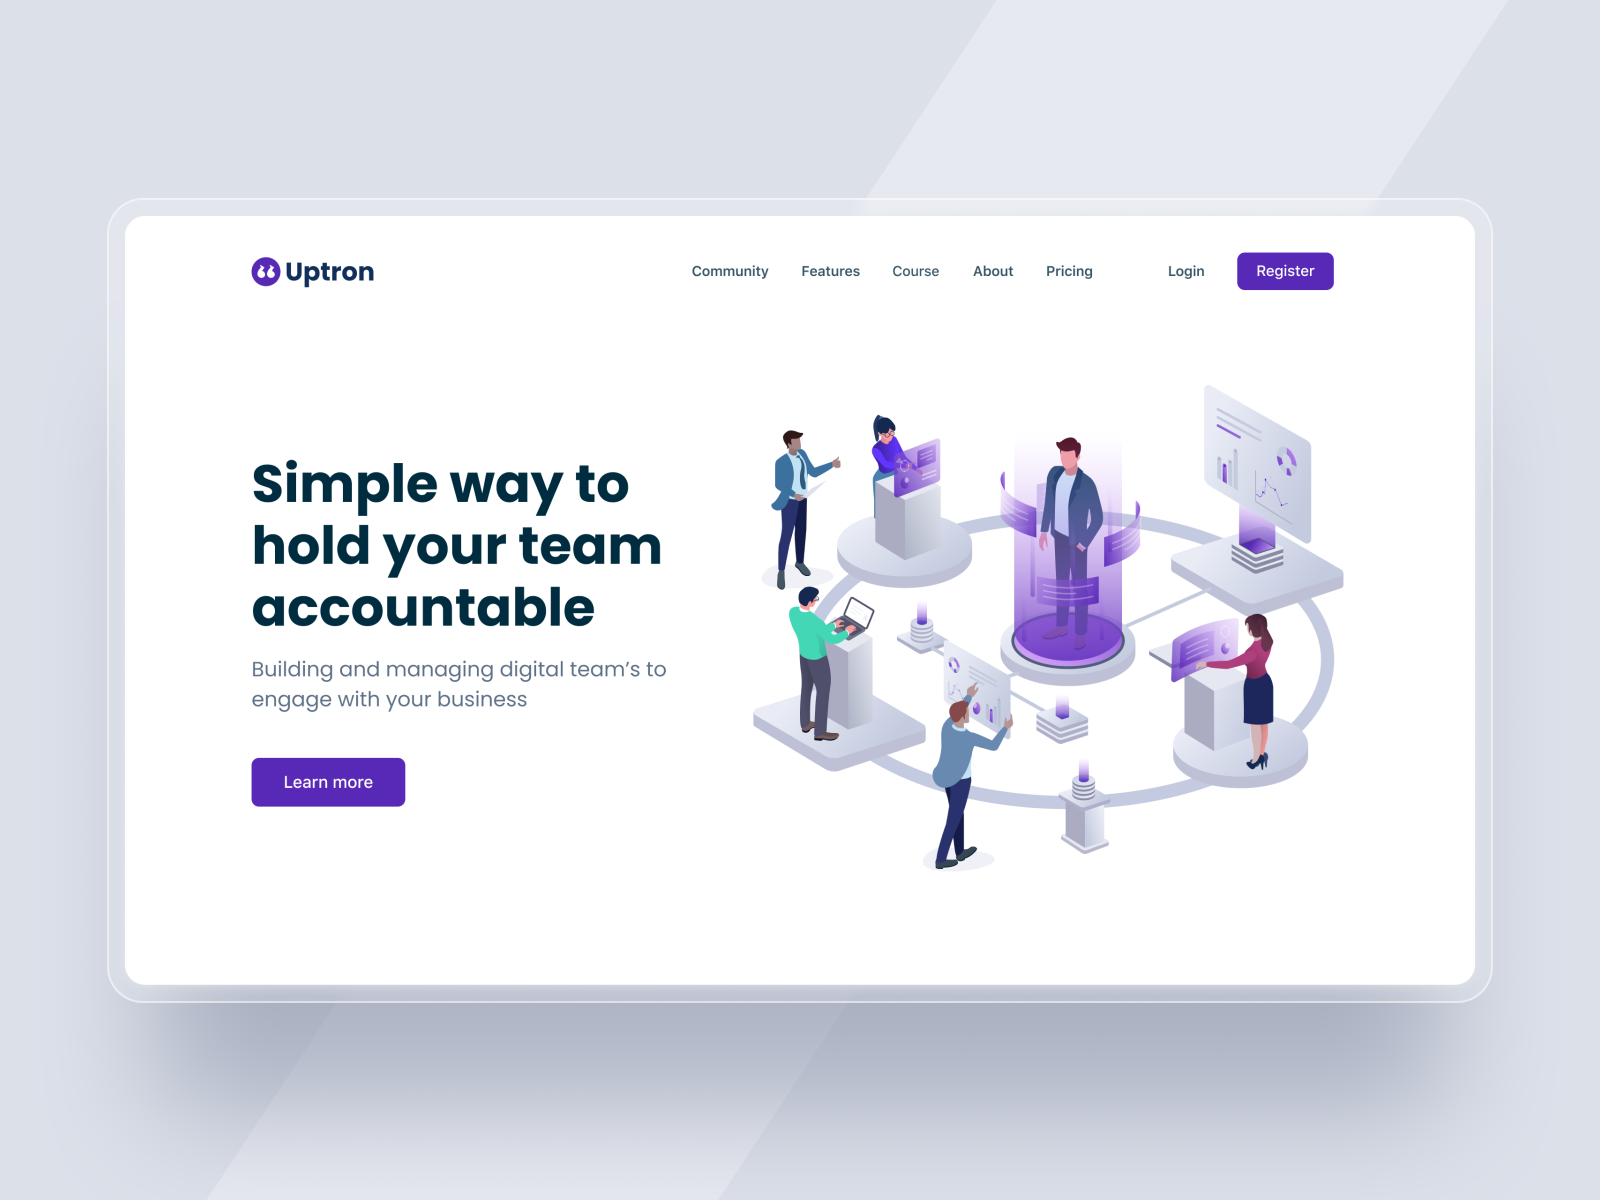 Uptron
Community Features Course About Pricing Login Register
Simple way to
hold your team
accountable
Building and managing digital team’s to
engage with your business
Learn more